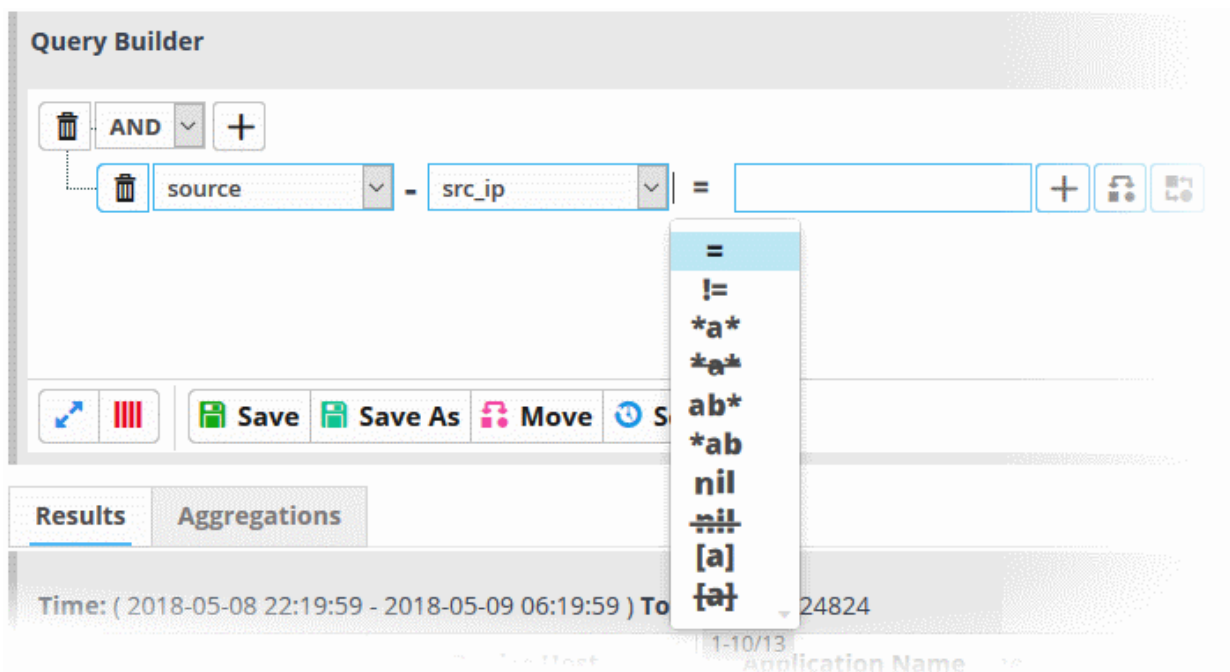 Query Builder
AND
source - src_ip =
=
!=
*a*
*a*
ab*
*ab
nil
nil
[a]
[a]
Save Save As Move
Results Aggregations
Time: ( 2018-05-08 22:19:59 - 2018-05-09 06:19:59 ) 24824
1-10/13
Host Application Name